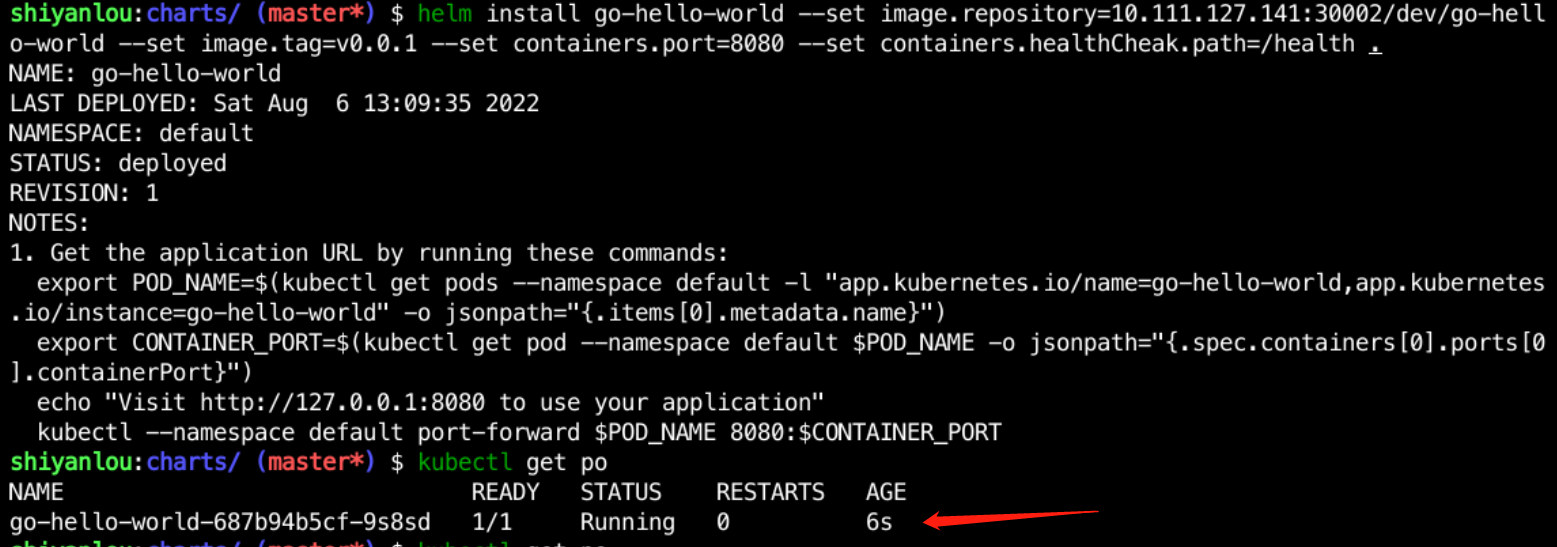 shiyanlou:charts/ (master*) $ helm install go-hello-world --set image.repository=10.111.127.141:30002/dev/go-hell
o-world --set image.tag=v0.0.1 --set containers.port=8080 --set containers.healthCheak.path=/health .
NAME: go-hello-world
LAST DEPLOYED: Sat Aug  6 13:09:35 2022
NAMESPACE: default
STATUS: deployed
REVISION: 1
NOTES:
1. Get the application URL by running these commands:
  export POD_NAME=$(kubectl get pods --namespace default -l "app.kubernetes.io/name=go-hello-world,app.kubernetes
.io/instance=go-hello-world" -o jsonpath="{.items[0].metadata.name}")
  export CONTAINER_PORT=$(kubectl get pod --namespace default $POD_NAME -o jsonpath="{.spec.containers[0].ports[0
].containerPort}")
  echo "Visit http://127.0.0.1:8080 to use your application"
  kubectl --namespace default port-forward $POD_NAME 8080:$CONTAINER_PORT
shiyanlou:charts/ (master*) $ kubectl get po
NAME                              READY   STATUS    RESTARTS   AGE
go-hello-world-687b94b5cf-9s8sd   1/1     Running   0          6s
shiyanlou:charts/ (master*) $ kubectl get po